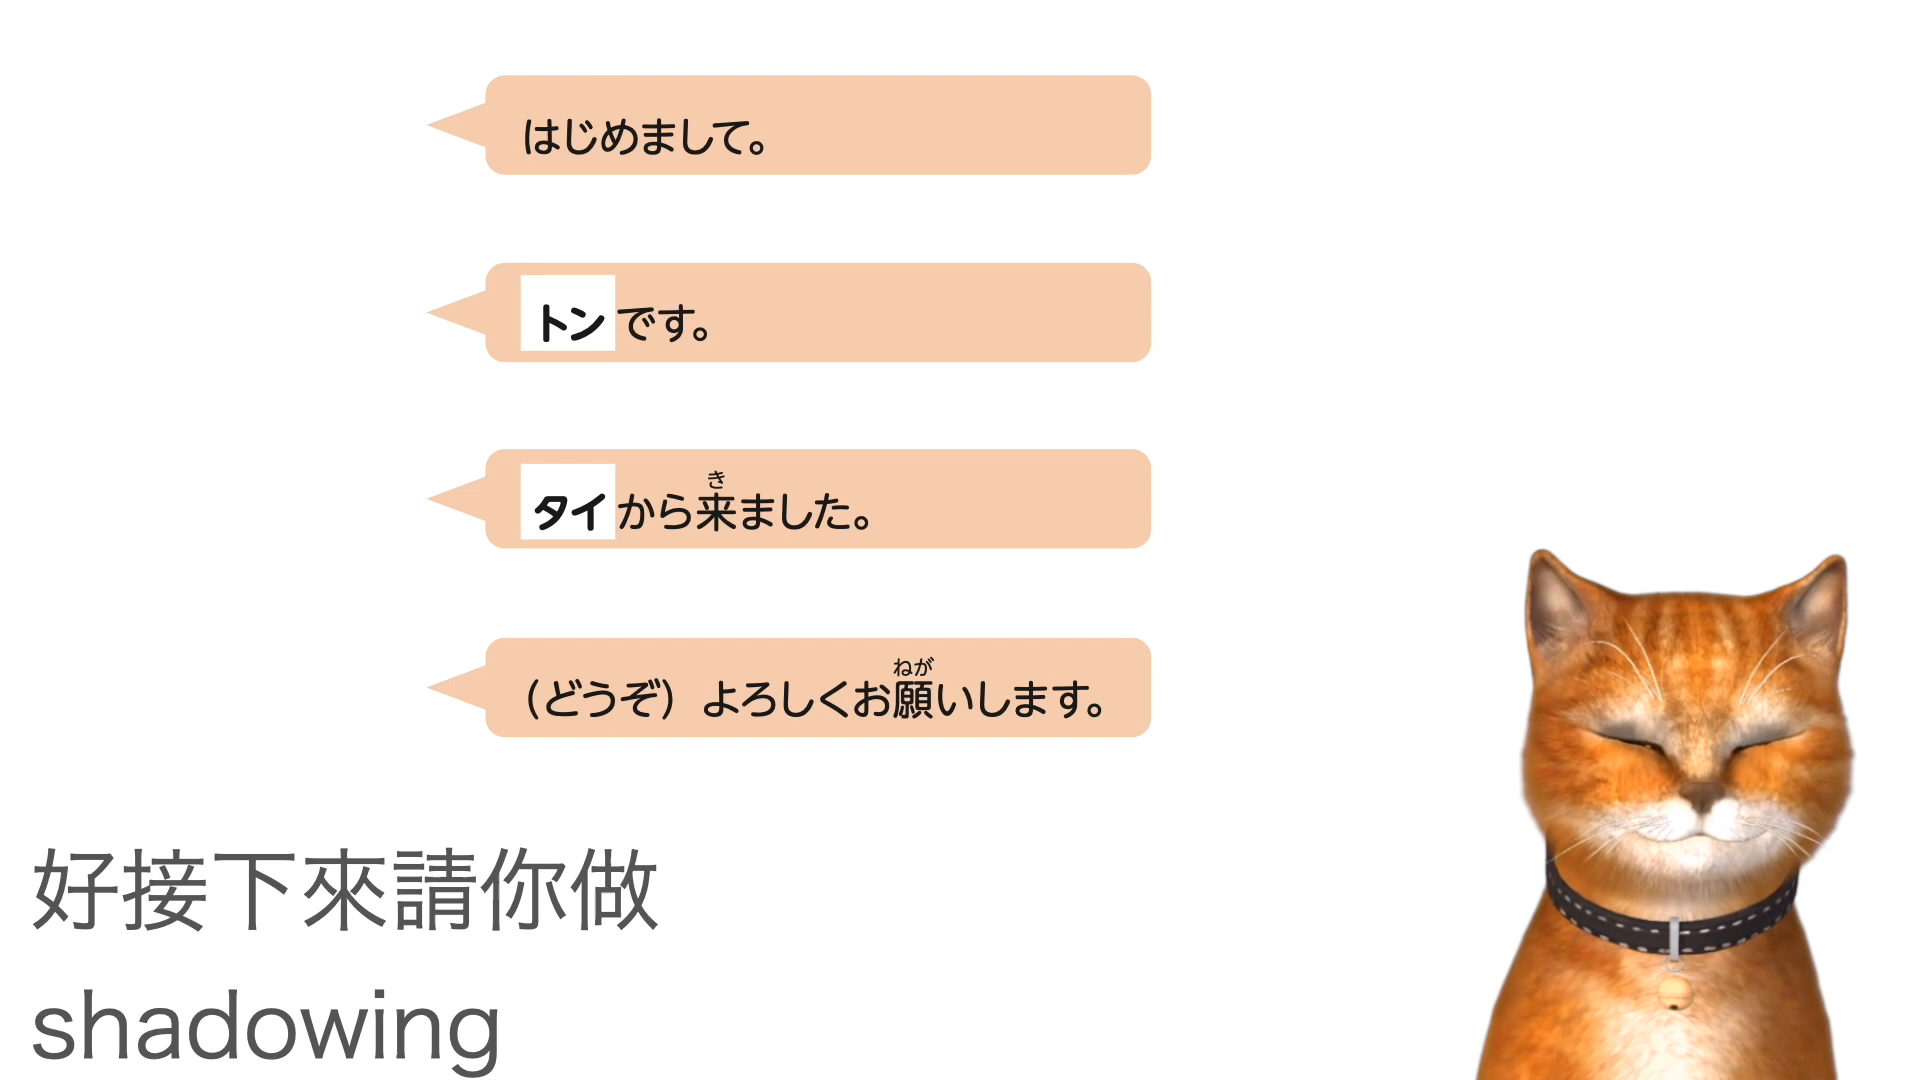 はじめまして。
トンです。
き
タイから来ました。
ねが
（どうぞ）よろしくお願いします。
好接下來請你做
shadowing